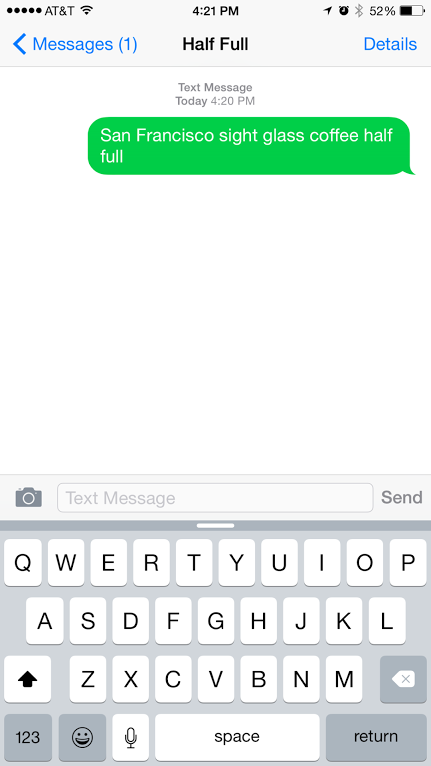 AT&T 4:21 PM 52%
Messages (1) Half Full Details
Text Message
Today 4:20 PM
San Francisco sight glass coffee half
full
Text Message Send
Q W E R T Y U I O P
A S D F G H J K L
Z X C V B N M
123 space return